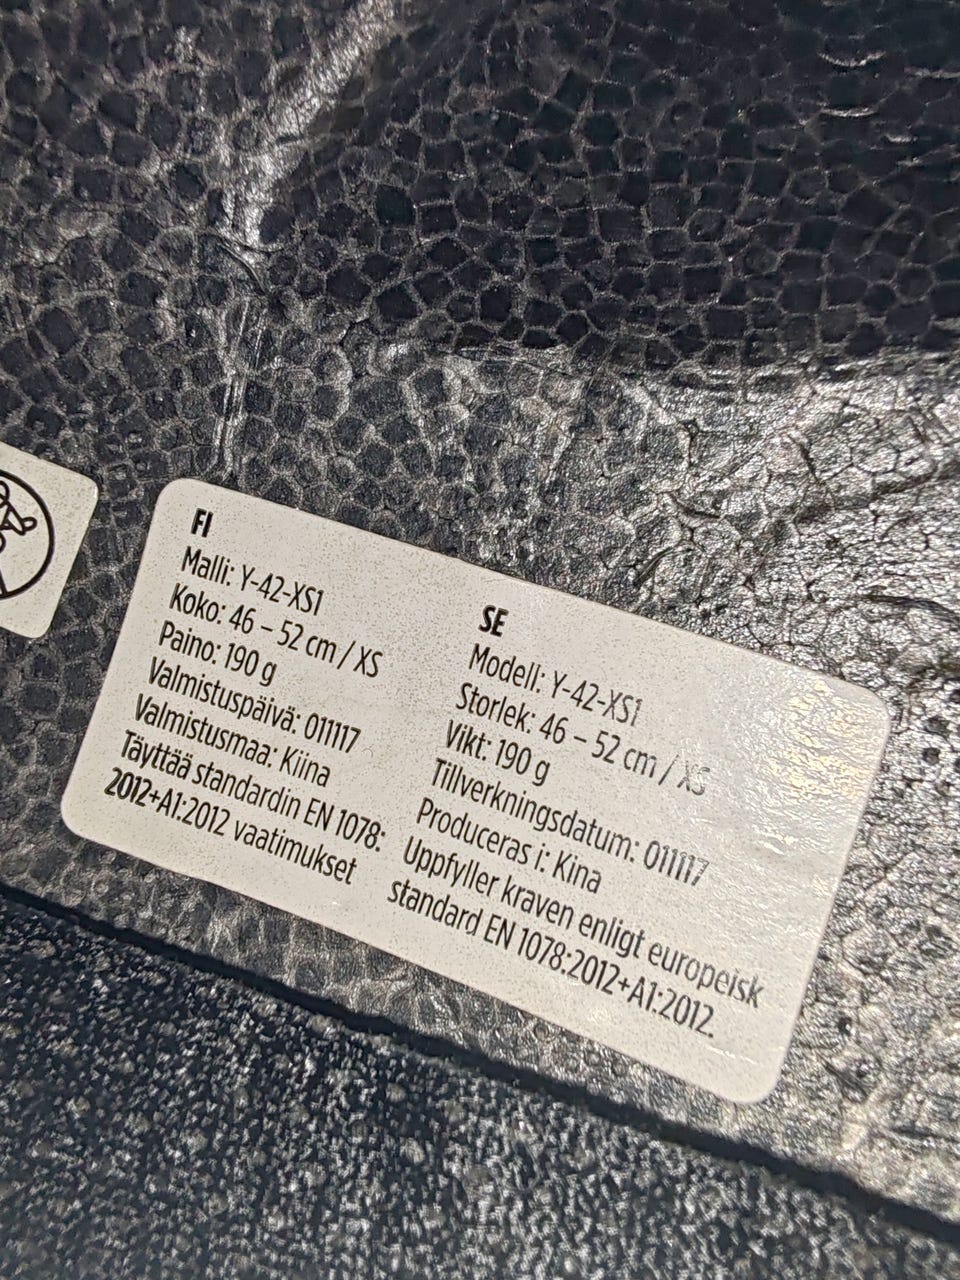 FI
Malli: Y-42-XS1
Koko: 46 – 52 cm / XS
Paino: 190 g
Valmistuspäivä: 011117
Valmistusmaa: Kiina
Täyttää standardin EN 1078:
2012+A1:2012 vaatimukset
SE
Modell: Y-42-XS1
Storlek: 46 – 52 cm / XS
Vikt: 190 g
Tillverkningsdatum: 011117
Produceras i: Kina
Uppfyller kraven enligt europeisk
standard EN 1078:2012+A1:2012.